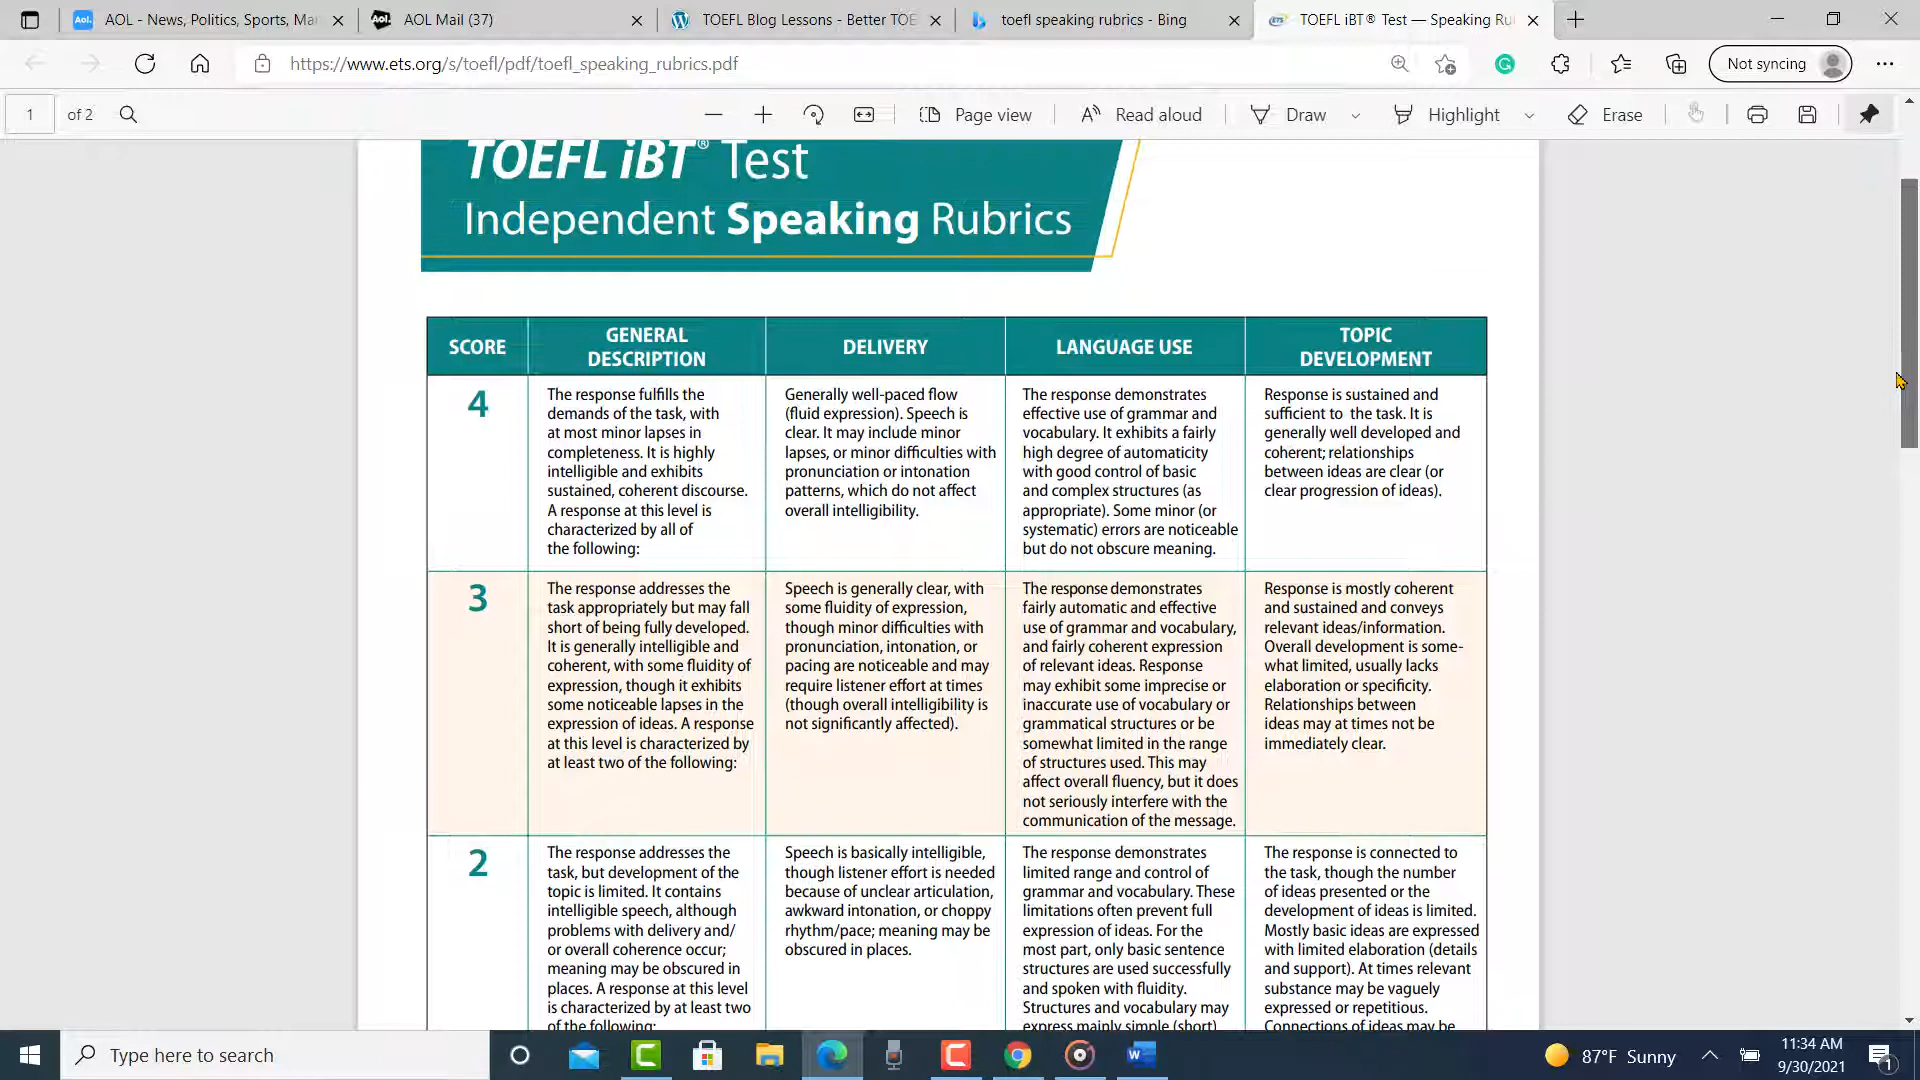 AOL - News, Politics, Sports, Ma
AOL Mail (37)
TOEFL Blog Lessons - Better TOE
toefl speaking rubrics - Bing
TOEFL iBT® Test — Speaking Ru
https://www.ets.org/s/toefl/pdf/toefl_speaking_rubrics.pdf
Not syncing
1 of 2
Page view
Read aloud
Draw
Highlight
Erase
TOEFL iBT® Test
Independent Speaking Rubrics
SCORE
GENERAL
DESCRIPTION
DELIVERY
LANGUAGE USE
TOPIC
DEVELOPMENT
4
The response fulfills the
demands of the task, with
at most minor lapses in
completeness. It is highly
intelligible and exhibits
sustained, coherent discourse.
A response at this level is
characterized by all of
the following:
Generally well-paced flow
(fluid expression). Speech is
clear. It may include minor
lapses, or minor difficulties with
pronunciation or intonation
patterns, which do not affect
overall intelligibility.
The response demonstrates
effective use of grammar and
vocabulary. It exhibits a fairly
high degree of automaticity
with good control of basic
and complex structures (as
appropriate). Some minor (or
systematic) errors are noticeable
but do not obscure meaning.
Response is sustained and
sufficient to the task. It is
generally well developed and
coherent; relationships
between ideas are clear (or
clear progression of ideas).
3
The response addresses the
task appropriately but may fall
short of being fully developed.
It is generally intelligible and
coherent, with some fluidity of
expression, though it exhibits
some noticeable lapses in the
expression of ideas. A response
at this level is characterized by
at least two of the following:
Speech is generally clear, with
some fluidity of expression,
though minor difficulties with
pronunciation, intonation, or
pacing are noticeable and may
require listener effort at times
(though overall intelligibility is
not significantly affected).
The response demonstrates
fairly automatic and effective
use of grammar and vocabulary,
and fairly coherent expression
of relevant ideas. Response
may exhibit some imprecise or
inaccurate use of vocabulary or
grammatical structures or be
somewhat limited in the range
of structures used. This may
affect overall fluency, but it does
not seriously interfere with the
communication of the message.
Response is mostly coherent
and sustained and conveys
relevant ideas/information.
Overall development is some-
what limited, usually lacks
elaboration or specificity.
Relationships between
ideas may at times not be
immediately clear.
2
The response addresses the
task, but development of the
topic is limited. It contains
intelligible speech, although
problems with delivery and/
or overall coherence occur;
meaning may be obscured in
places. A response at this level
is characterized by at least two
of the following:
Speech is basically intelligible,
though listener effort is needed
because of unclear articulation,
awkward intonation, or choppy
rhythm/pace; meaning may be
obscured in places.
The response demonstrates
limited range and control of
grammar and vocabulary. These
limitations often prevent full
expression of ideas. For the
most part, only basic sentence
structures are used successfully
and spoken with fluidity.
Structures and vocabulary may
express mainly simple (short)
The response is connected to
the task, though the number
of ideas presented or the
development of ideas is limited.
Mostly basic ideas are expressed
with limited elaboration (details
and support). At times relevant
substance may be vaguely
expressed or repetitious.
Connections of ideas may be
Type here to search
87°F Sunny
11:34 AM
9/30/2021
1